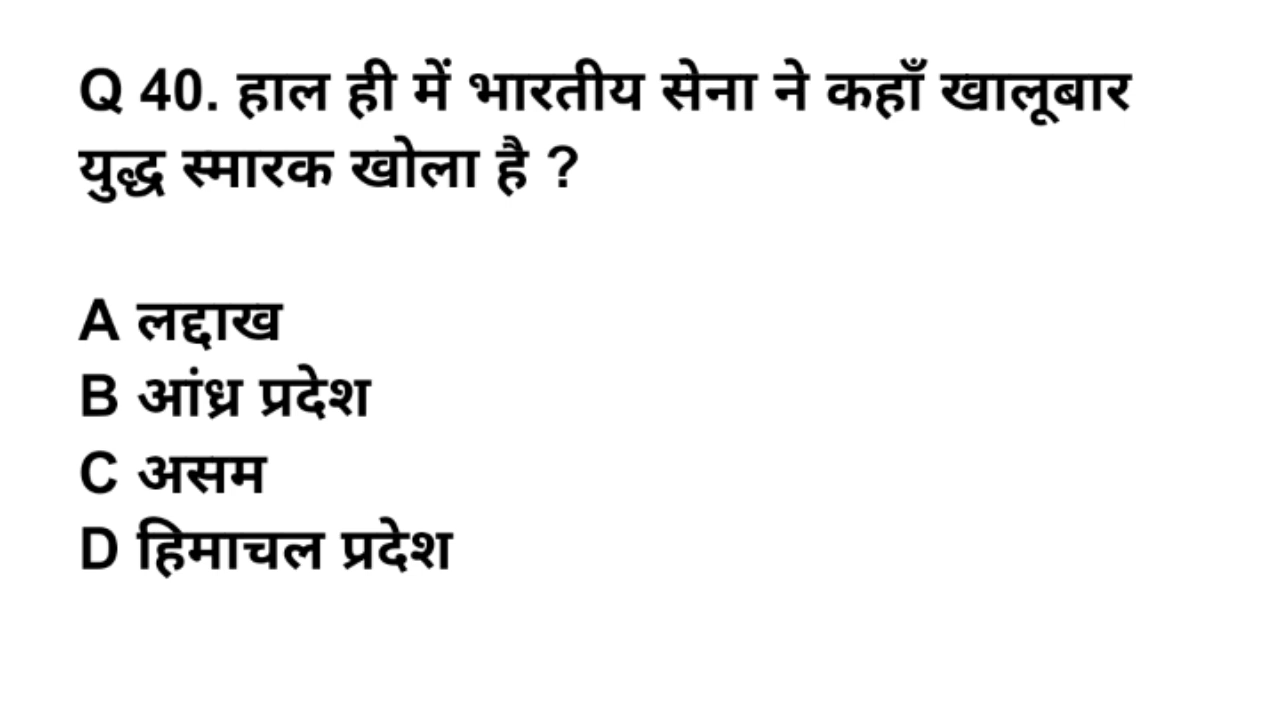 Q 40. हाल ही में भारतीय सेना ने कहाँ खालूबार
युद्ध स्मारक खोला है ?
A लद्दाख
B आंध्र प्रदेश
C असम
D हिमाचल प्रदेश